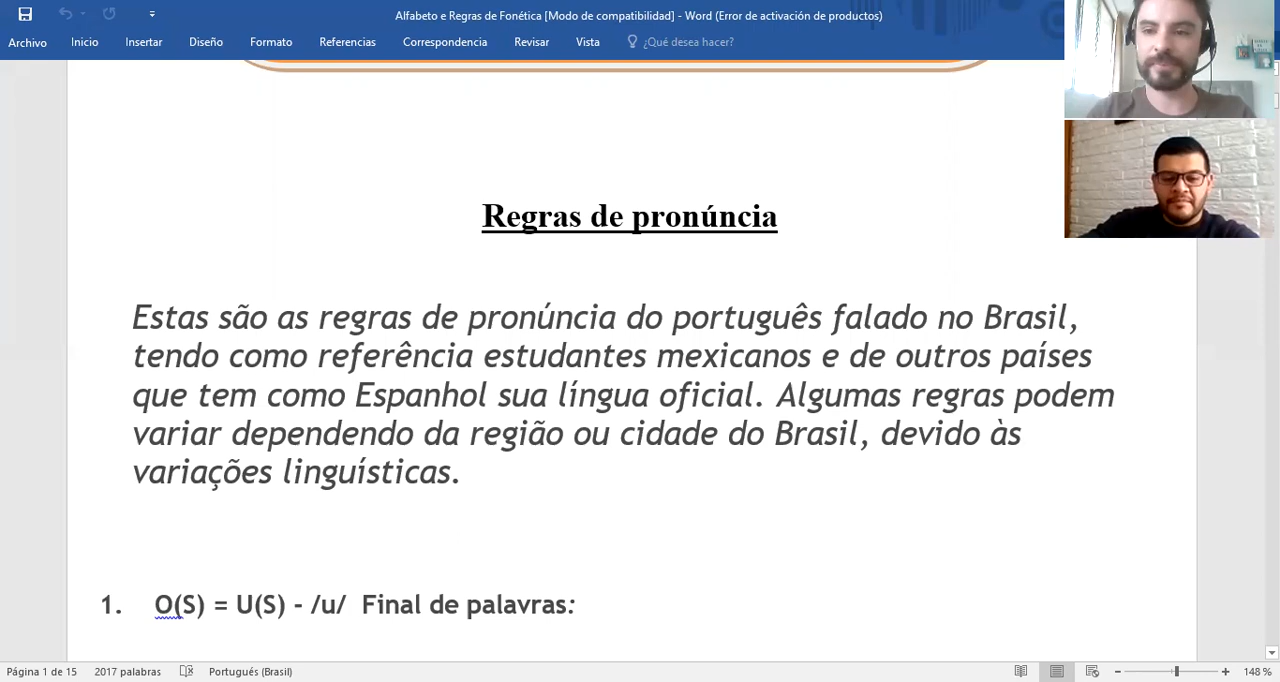 Alfabeto e Regras de Fonética [Modo de compatibilidad] - Word (Error de activación de productos)
Archivo Inicio Insertar Diseño Formato Referencias Correspondencia Revisar Vista ¿Qué desea hacer?
Regras de pronúncia
Estas são as regras de pronúncia do português falado no Brasil,
tendo como referência estudantes mexicanos e de outros países
que tem como Espanhol sua língua oficial. Algumas regras podem
variar dependendo da região ou cidade do Brasil, devido às
variações linguísticas.
1. O(S) = U(S) - /u/ Final de palavras:
Página 1 de 15 2017 palabras Portugués (Brasil) - + 148 %